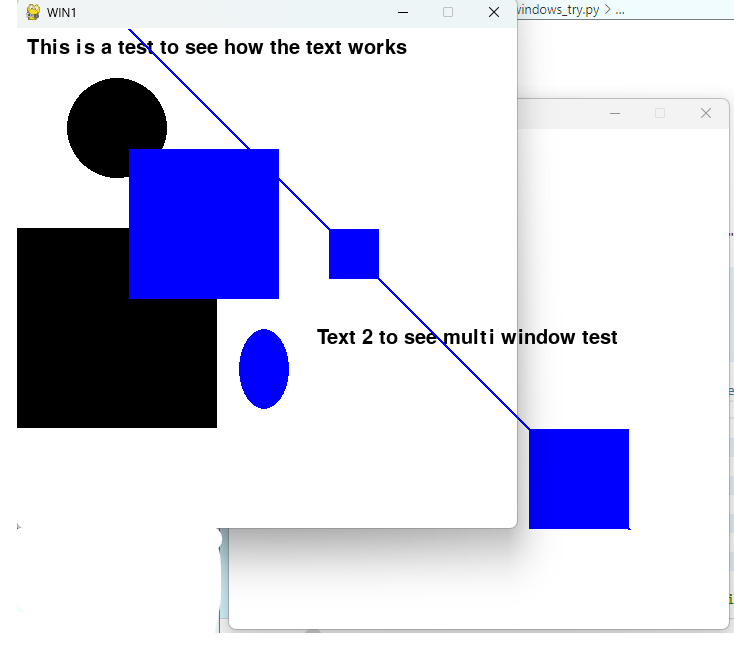 WIN1
windows_try.py > ...
This is a test to see how the text works
Text 2 to see multi window test